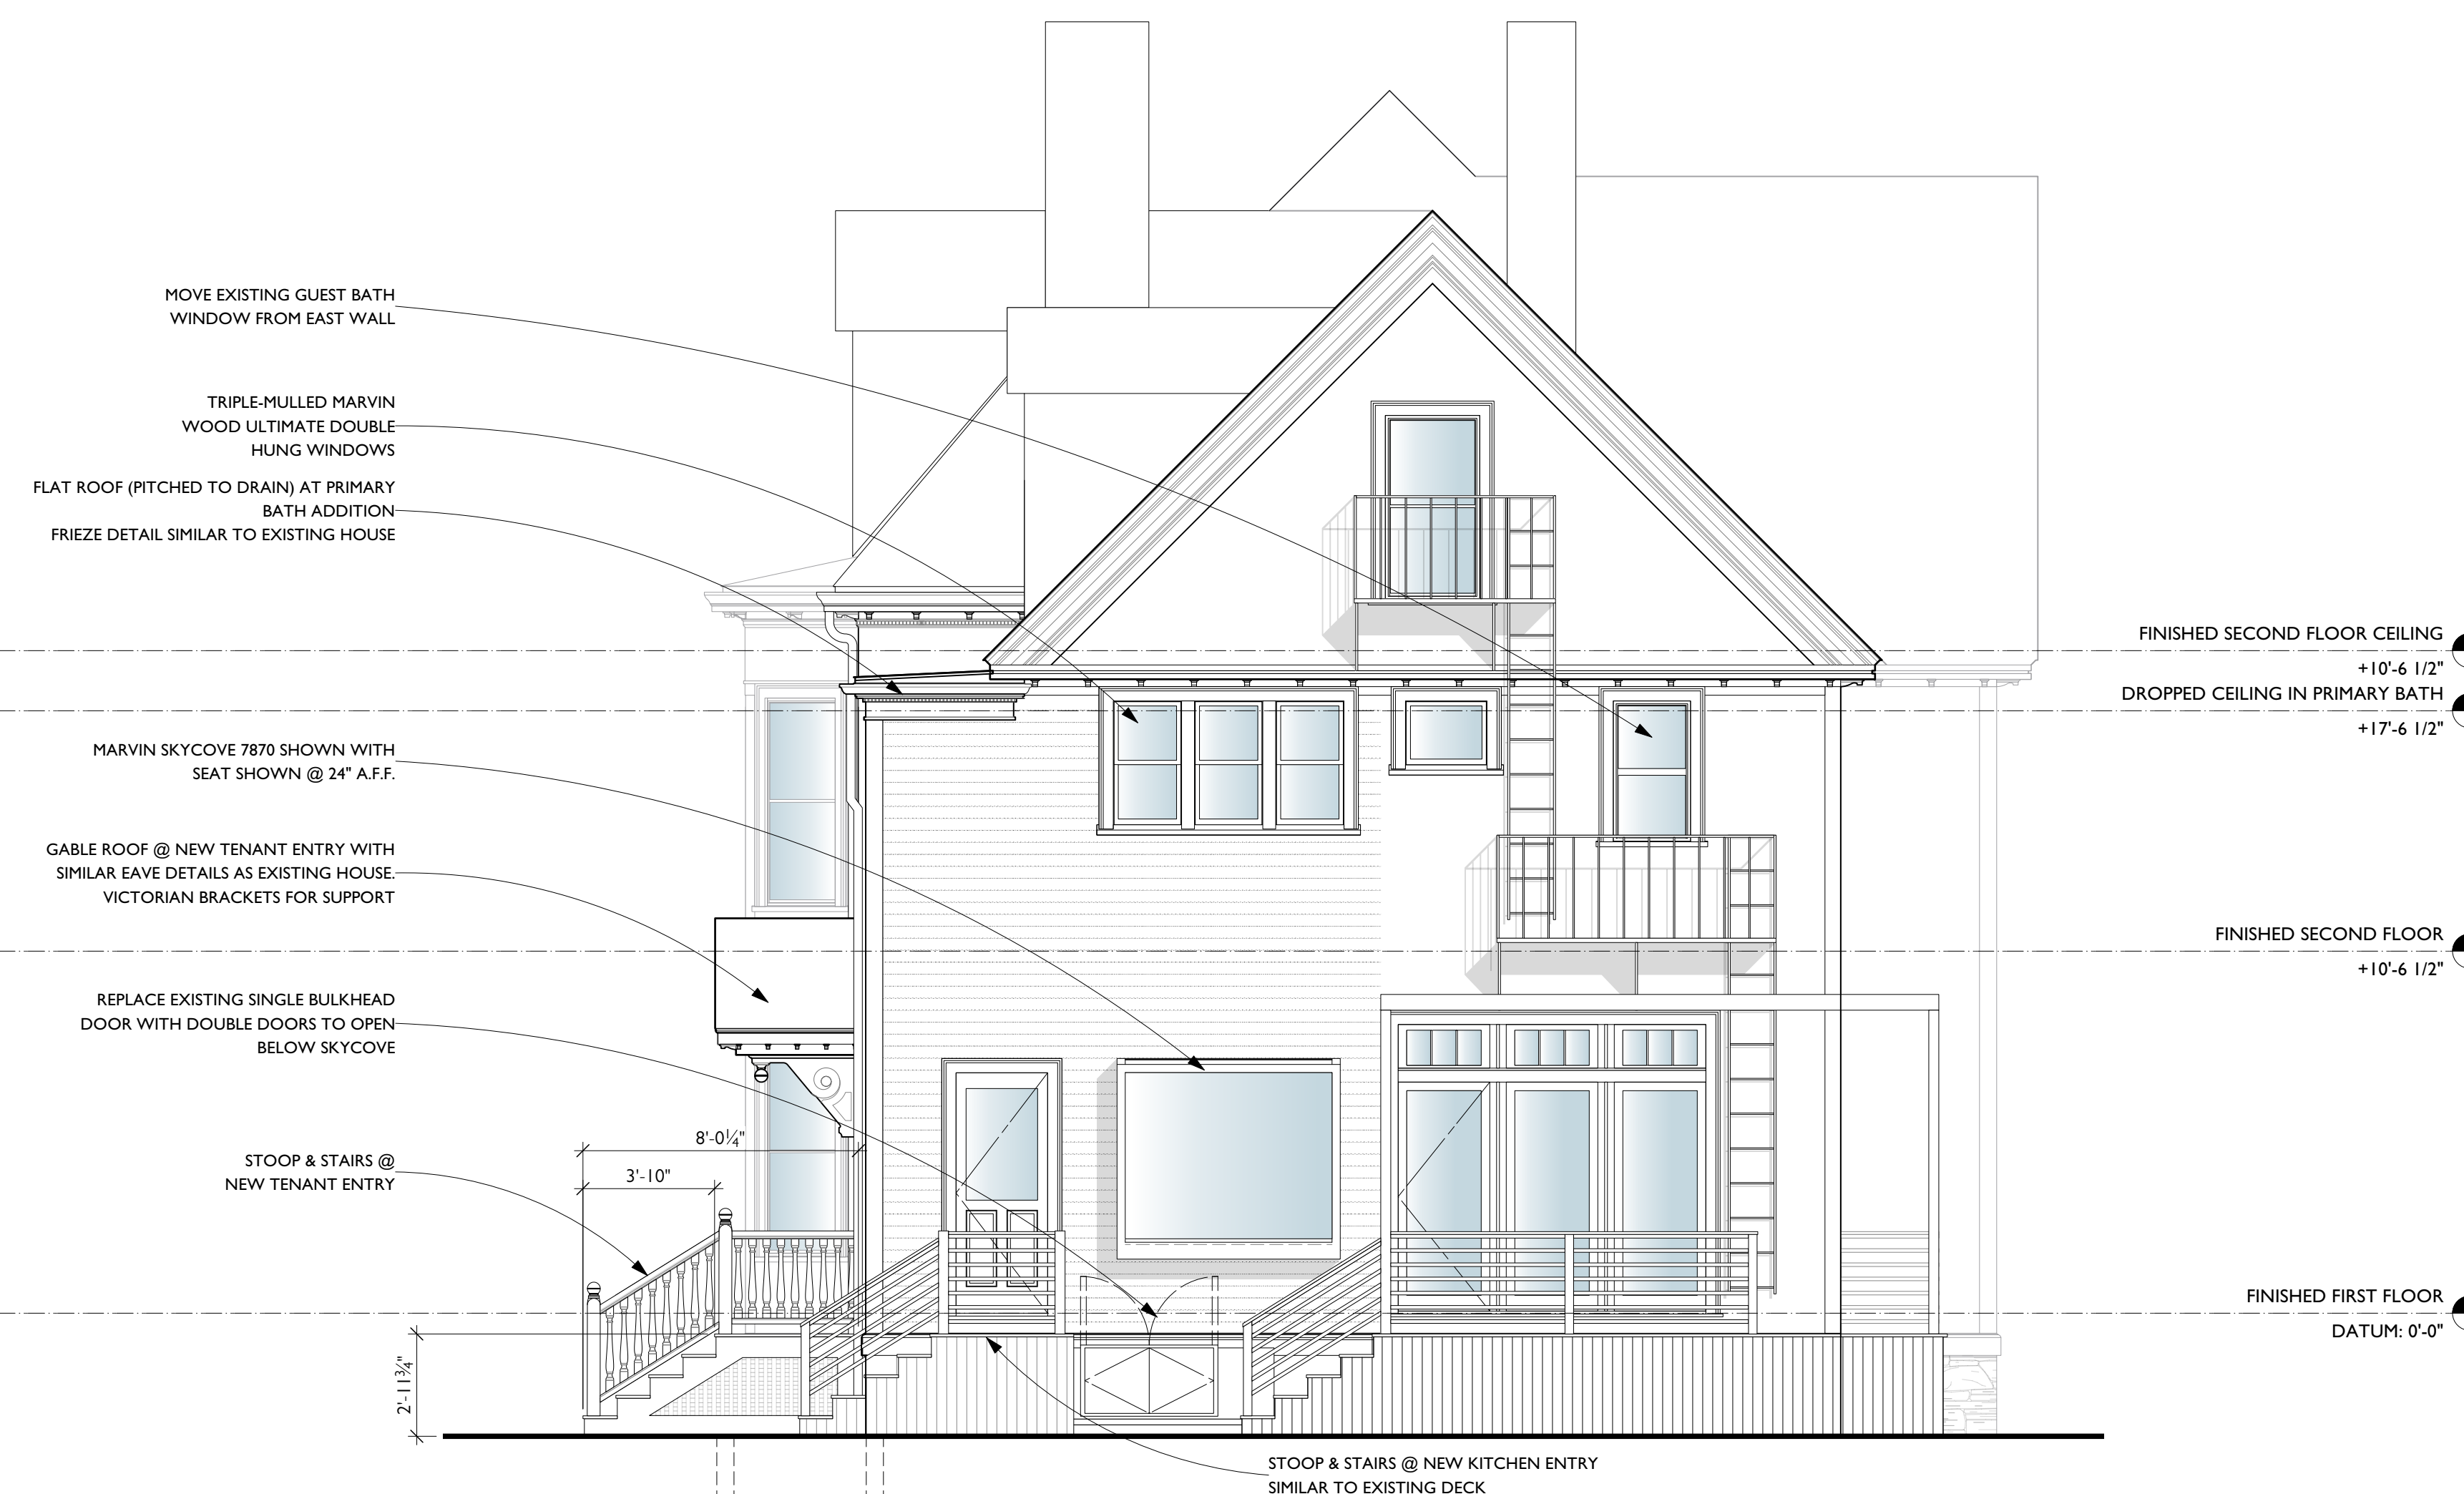 MOVE EXISTING GUEST BATH
WINDOW FROM EAST WALL
TRIPLE-MULLED MARVIN
WOOD ULTIMATE DOUBLE
HUNG WINDOWS
FLAT ROOF (PITCHED TO DRAIN) AT PRIMARY
BATH ADDITION
FRIEZE DETAIL SIMILAR TO EXISTING HOUSE
MARVIN SKYCOVE 7870 SHOWN WITH
SEAT SHOWN @ 24" A.F.F.
GABLE ROOF @ NEW TENANT ENTRY WITH
SIMILAR EAVE DETAILS AS EXISTING HOUSE.
VICTORIAN BRACKETS FOR SUPPORT
REPLACE EXISTING SINGLE BULKHEAD
DOOR WITH DOUBLE DOORS TO OPEN
BELOW SKYCOVE
STOOP & STAIRS @
NEW TENANT ENTRY
8'-0¼"
3'-10"
2'-11¾"
STOOP & STAIRS @ NEW KITCHEN ENTRY
SIMILAR TO EXISTING DECK
FINISHED SECOND FLOOR CEILING
+10'-6 1/2"
DROPPED CEILING IN PRIMARY BATH
+17'-6 1/2"
FINISHED SECOND FLOOR
+10'-6 1/2"
FINISHED FIRST FLOOR
DATUM: 0'-0"